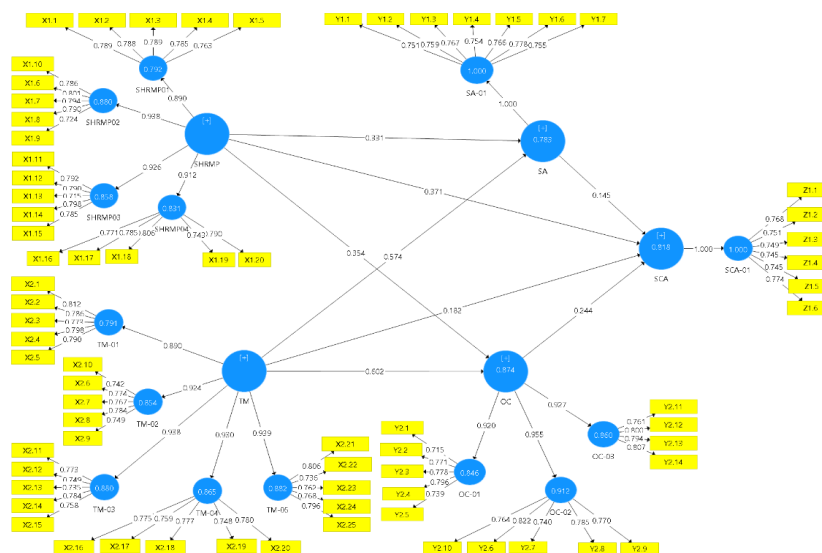 X1.1 X1.2 X1.3 X1.4 X1.5
0.789 0.788 0.789 0.785 0.763
0.792
SHRMP01
0.890
Y1.1 Y1.2 Y1.3 Y1.4 Y1.5 Y1.6 Y1.7
0.751 0.759 0.767 0.754 0.766 0.778 0.755
1.000
SA-01
1.000
X1.10
X1.6
X1.7
X1.8
X1.9
0.786
0.801
0.794
0.790
0.724
0.880
SHRMP02
0.938
[+]
SHRMP
X1.11
X1.12
X1.13
X1.14
X1.15
0.792
0.790
0.715
0.798
0.785
0.858
SHRMP03
0.926
0.912
0.831
SHRMP04
0.771 0.785 0.806 0.743 0.790
X1.16 X1.17 X1.18 X1.19 X1.20
0.331
[+]
0.783
SA
0.371
0.145
0.354
0.574
[+]
0.818
SCA
1.000
1.000
SCA-01
0.768
0.751
0.749
0.745
0.745
0.774
Z1.1
Z1.2
Z1.3
Z1.4
Z1.5
Z1.6
0.182
0.244
X2.1
X2.2
X2.3
X2.4
X2.5
0.812
0.786
0.773
0.798
0.790
0.791
TM-01
0.890
[+]
TM
0.602
[+]
0.874
OC
X2.10
X2.6
X2.7
X2.8
X2.9
0.742
0.774
0.767
0.784
0.749
0.854
TM-02
0.924
X2.11
X2.12
X2.13
X2.14
X2.15
0.773
0.749
0.735
0.784
0.758
0.880
TM-03
0.938
0.930
0.865
TM-04
0.775 0.759 0.777 0.748 0.780
X2.16 X2.17 X2.18 X2.19 X2.20
0.939
0.882
TM-05
0.806
0.736
0.762
0.768
0.796
X2.21
X2.22
X2.23
X2.24
X2.25
Y2.1
Y2.2
Y2.3
Y2.4
Y2.5
0.715
0.771
0.778
0.796
0.739
0.846
OC-01
0.920
0.955
0.912
OC-02
0.764 0.822 0.740 0.785 0.770
Y2.10 Y2.6 Y2.7 Y2.8 Y2.9
0.927
0.860
OC-03
0.761
0.800
0.794
0.807
Y2.11
Y2.12
Y2.13
Y2.14